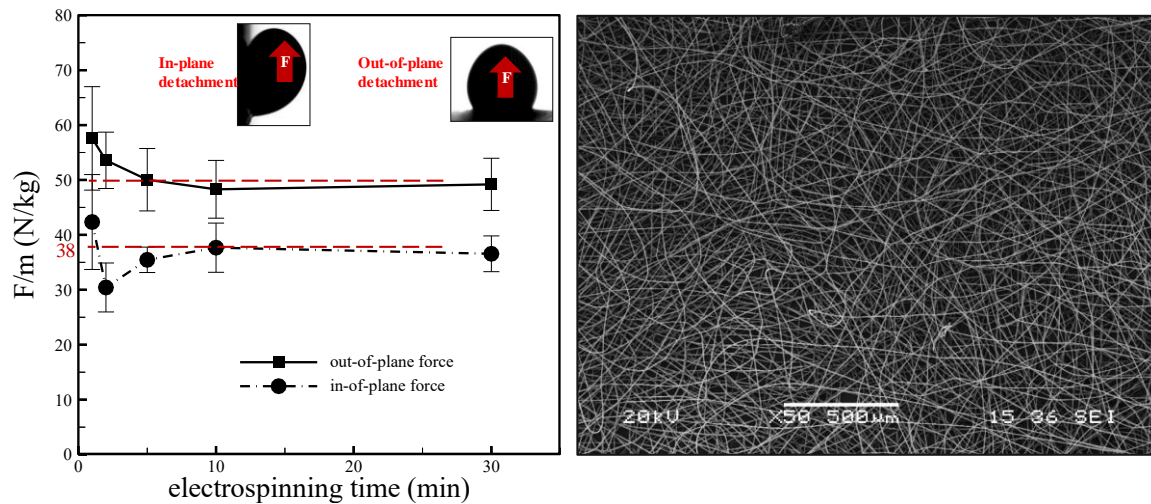 80
70
60
50
40
38
30
20
10
0
F/m (N/kg)
In-plane
detachment
F
Out-of-plane
detachment
F
out-of-plane force
in-of-plane force
0
10
20
30
electrospinning time (min)
20kV X50 500µm 15 36 SEI